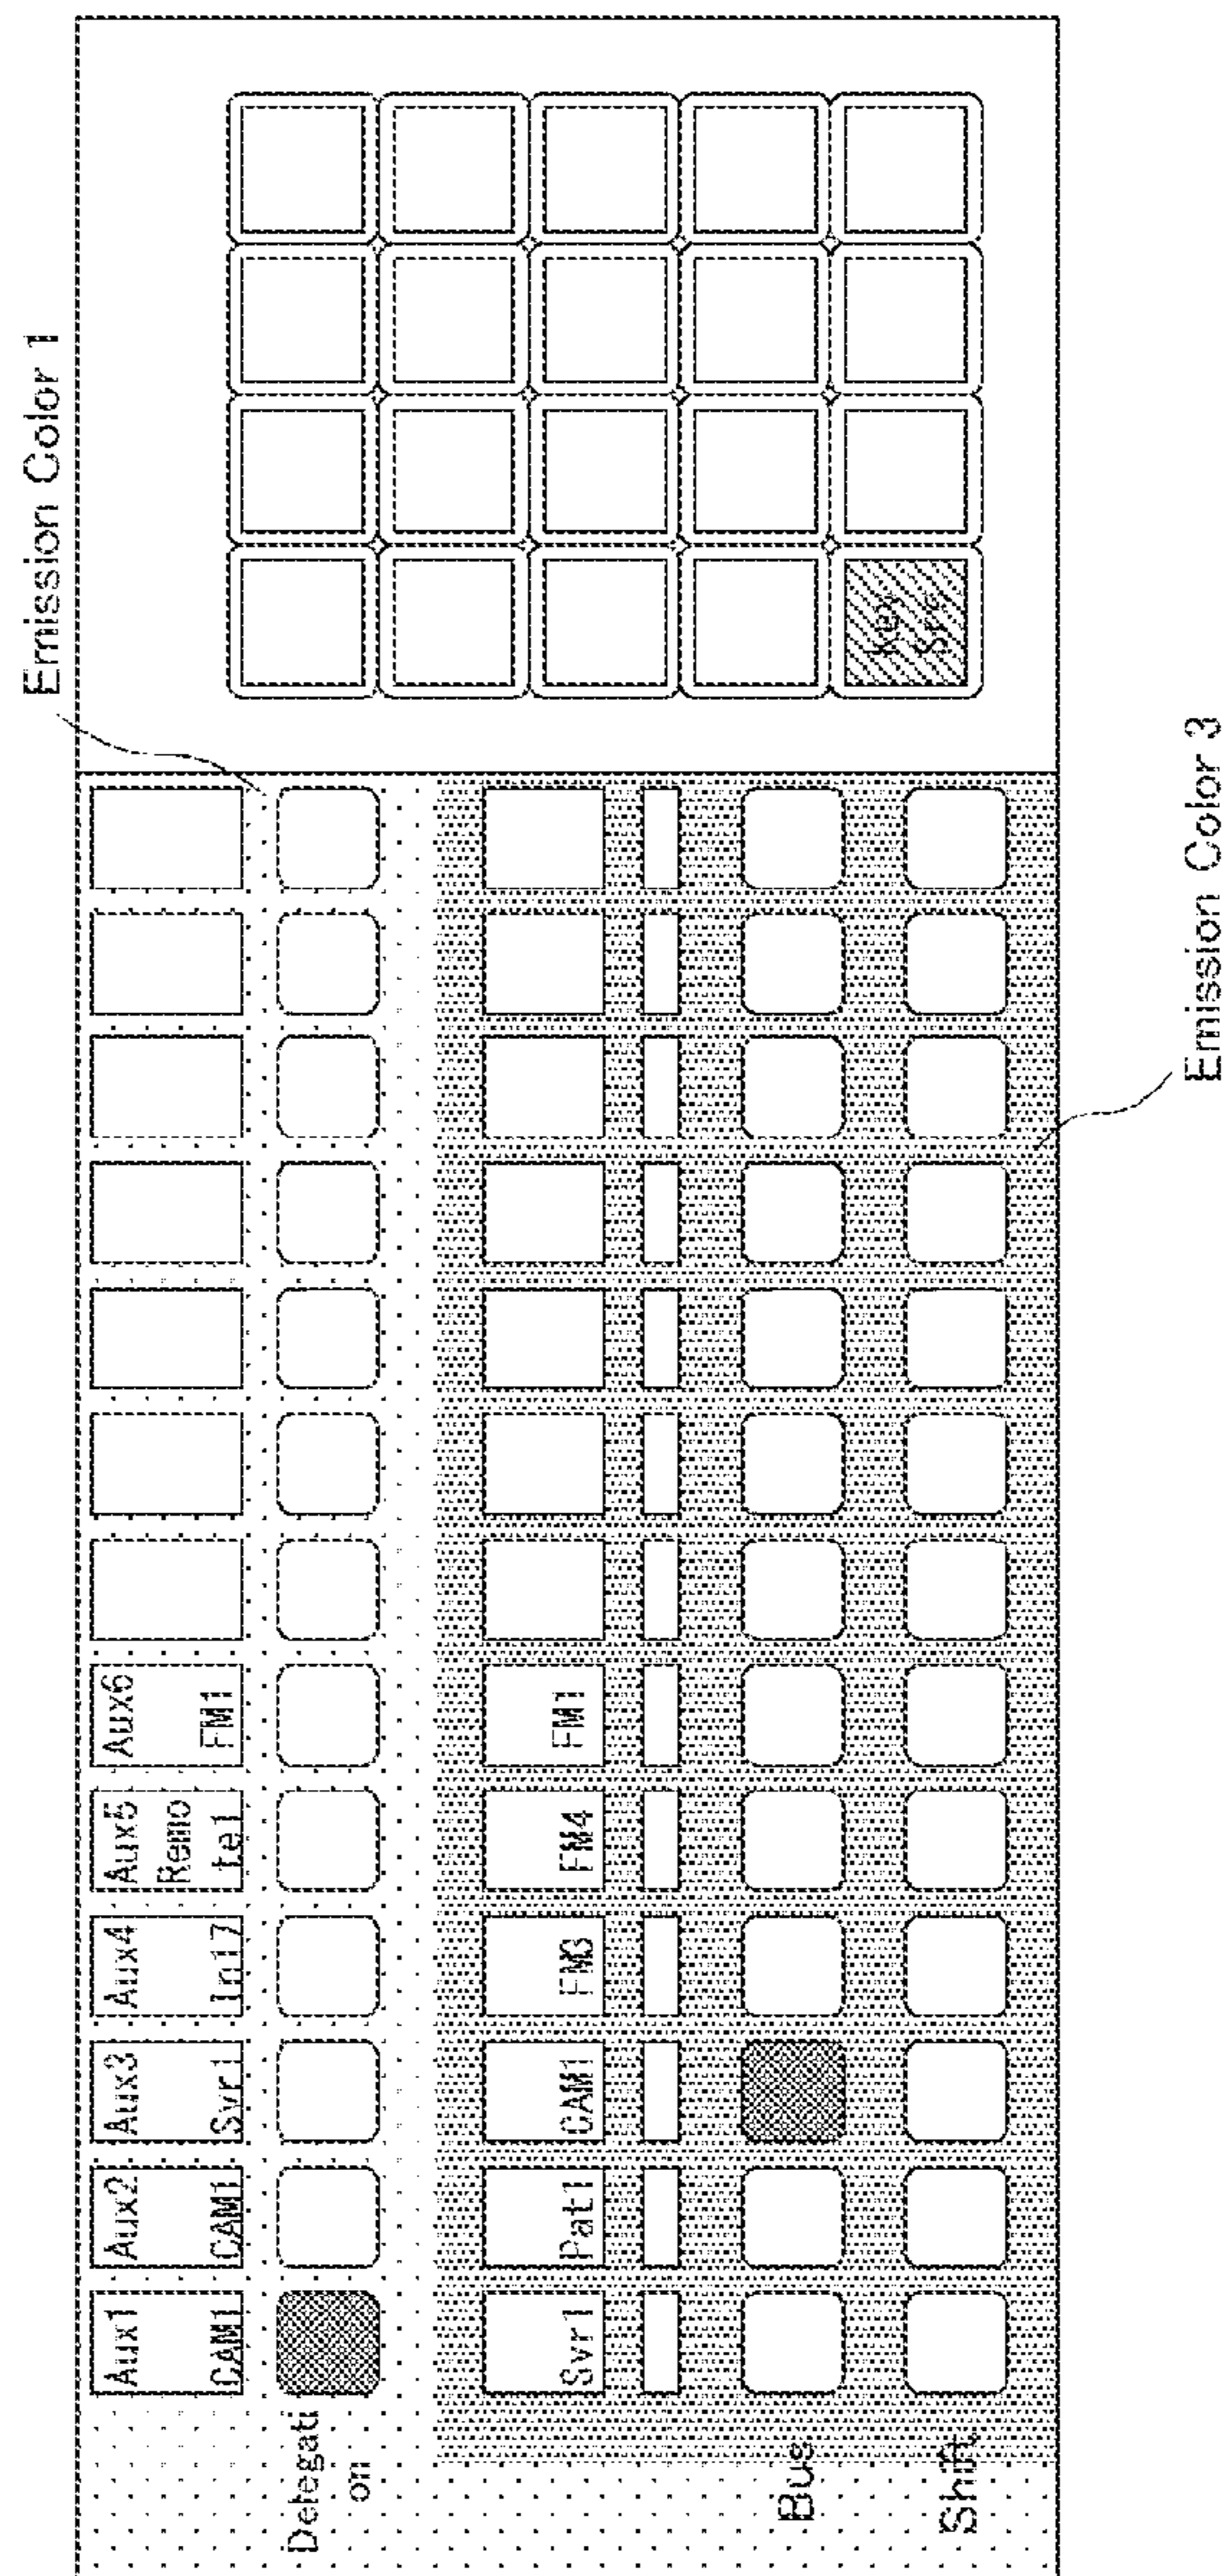 Emission Color 1
Aux1 Aux2 Aux3 Aux4 Aux5 Aux6
Remo
CAM1 CAM1 Svr1 In17 te1 FM1
Delegati
on
Svr1 Pat1 CAM1 FM3 FM4 FM1
Bus
Key
Shift
Emission Color 3